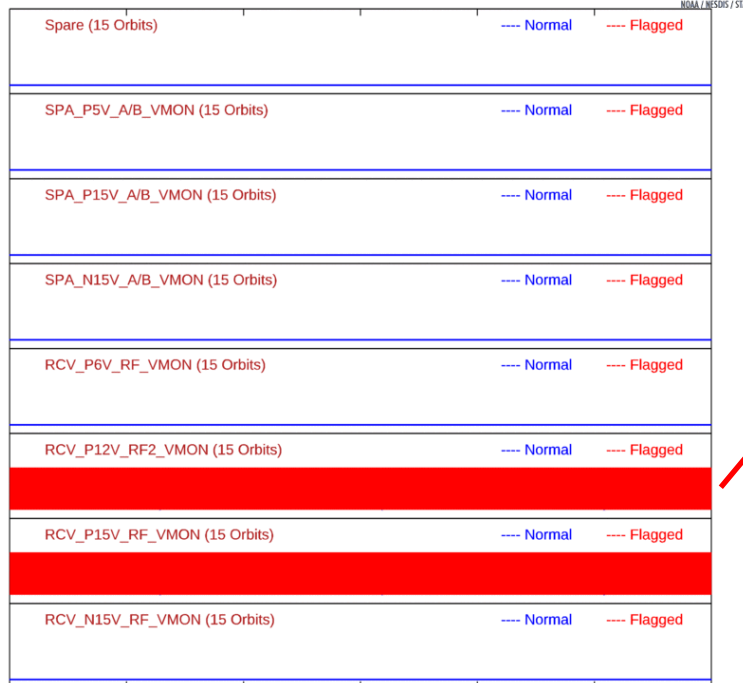 NOAA / NESDIS / ST
Spare (15 Orbits) ---- Normal ---- Flagged
SPA_P5V_A/B_VMON (15 Orbits) ---- Normal ---- Flagged
SPA_P15V_A/B_VMON (15 Orbits) ---- Normal ---- Flagged
SPA_N15V_A/B_VMON (15 Orbits) ---- Normal ---- Flagged
RCV_P6V_RF_VMON (15 Orbits) ---- Normal ---- Flagged
RCV_P12V_RF2_VMON (15 Orbits) ---- Normal ---- Flagged
RCV_P15V_RF_VMON (15 Orbits) ---- Normal ---- Flagged
RCV_N15V_RF_VMON (15 Orbits) ---- Normal ---- Flagged